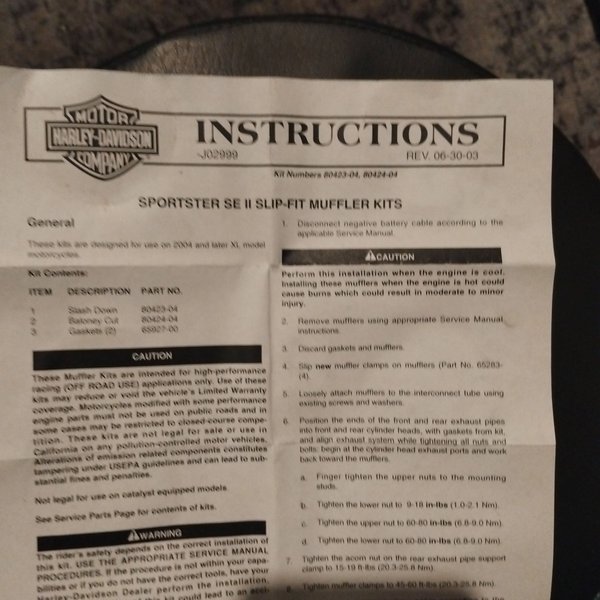 MOTOR
HARLEY-DAVIDSON
COMPANY
INSTRUCTIONS
-J02999
REV. 06-30-03
Kit Numbers 80423-04, 80424-04
SPORTSTER SE II SLIP-FIT MUFFLER KITS
General
These kits are designed for use on 2004 and later XL model
motorcycles.
Kit Contents:
ITEM DESCRIPTION PART NO.
1 Slash Down 80423-04
2 Baloney Cut 80424-04
3 Gaskets (2) 65827-00
CAUTION
These Muffler Kits are intended for high-performance
racing (OFF ROAD USE) applications only. Use of these
kits may reduce or void the vehicle's Limited Warranty
coverage. Motorcycles modified with some performance
engine parts must not be used on public roads and in
some cases may be restricted to closed-course compe-
tition. These kits are not legal for sale or use in
California on any pollution-controlled motor vehicles.
Alterations of emission related components constitutes
tampering under USEPA guidelines and can lead to sub-
stantial fines and penalties.
Not legal for use on catalyst equipped models
See Service Parts Page for contents of kits.
WARNING
The rider's safety depends on the correct installation of
this kit. USE THE APPROPRIATE SERVICE MANUAL
PROCEDURES. If the procedure is not within your capa-
bilities or if you do not have the correct tools, have your
Harley-Davidson Dealer perform the installation.
this kit could lead to an acci-
1. Disconnect negative battery cable according to the
applicable Service Manual.
CAUTION
Perform this installation when the engine is cool.
Installing these mufflers when the engine is hot could
cause burns which could result in moderate to minor
injury.
2. Remove mufflers using appropriate Service Manual
instructions.
3. Discard gaskets and mufflers.
4. Slip new muffler clamps on mufflers (Part No. 65283-
(4).
5. Loosely attach mufflers to the interconnect tube using
existing screws and washers.
6. Position the ends of the front and rear exhaust pipes
into front and rear cylinder heads, with gaskets from kit,
and align exhaust system while tightening all nuts and
bolts; begin at the cylinder head exhaust ports and work
back toward the mufflers.
a. Finger tighten the upper nuts to the mounting
studs.
b. Tighten the lower nut to 9-18 in-lbs (1.0-2.1 Nm).
c. Tighten the upper nut to 60-80 in-lbs (6.8-9.0 Nm).
d. Tighten the lower nut to 60-80 in-lbs (6.8-9.0 Nm).
7. Tighten the acorn nut on the rear exhaust pipe support
clamp to 15-19 ft-lbs (20.3-25.8 Nm).
8. Tighten muffler clamps to 45-60 ft-lbs (20.3-25.8 Nm).